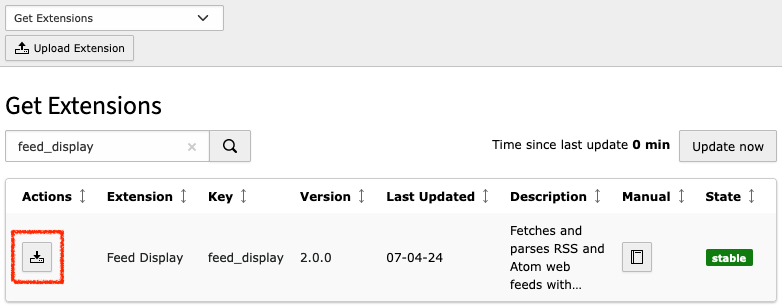 Get Extensions
Upload Extension
Get Extensions
feed_display
Time since last update 0 min
Update now
Actions Extension Key Version Last Updated Description Manual State
Feed Display feed_display 2.0.0 07-04-24 Fetches and
parses RSS and
Atom web
feeds with...
stable